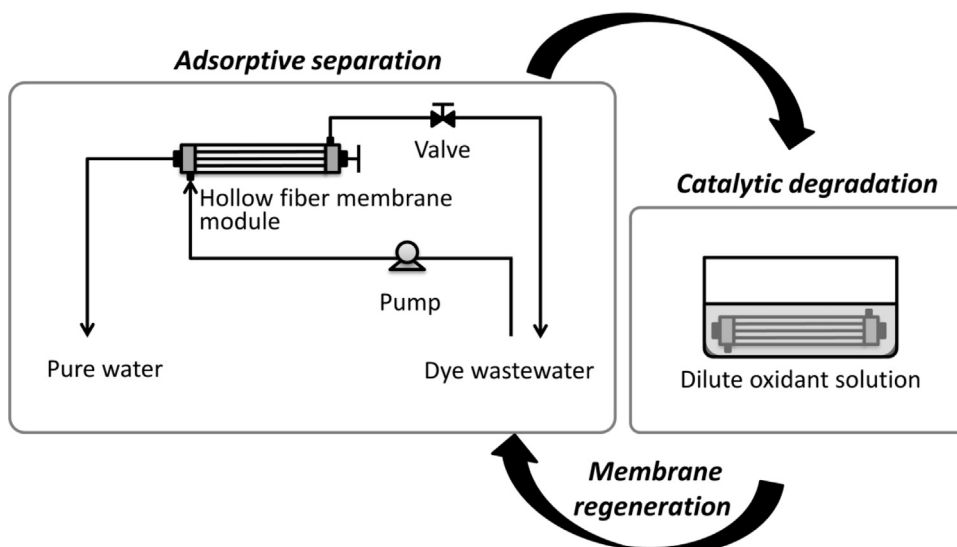 Adsorptive separation
Valve
Hollow fiber membrane
module
Pump
Pure water
Dye wastewater
Catalytic degradation
Dilute oxidant solution
Membrane
regeneration